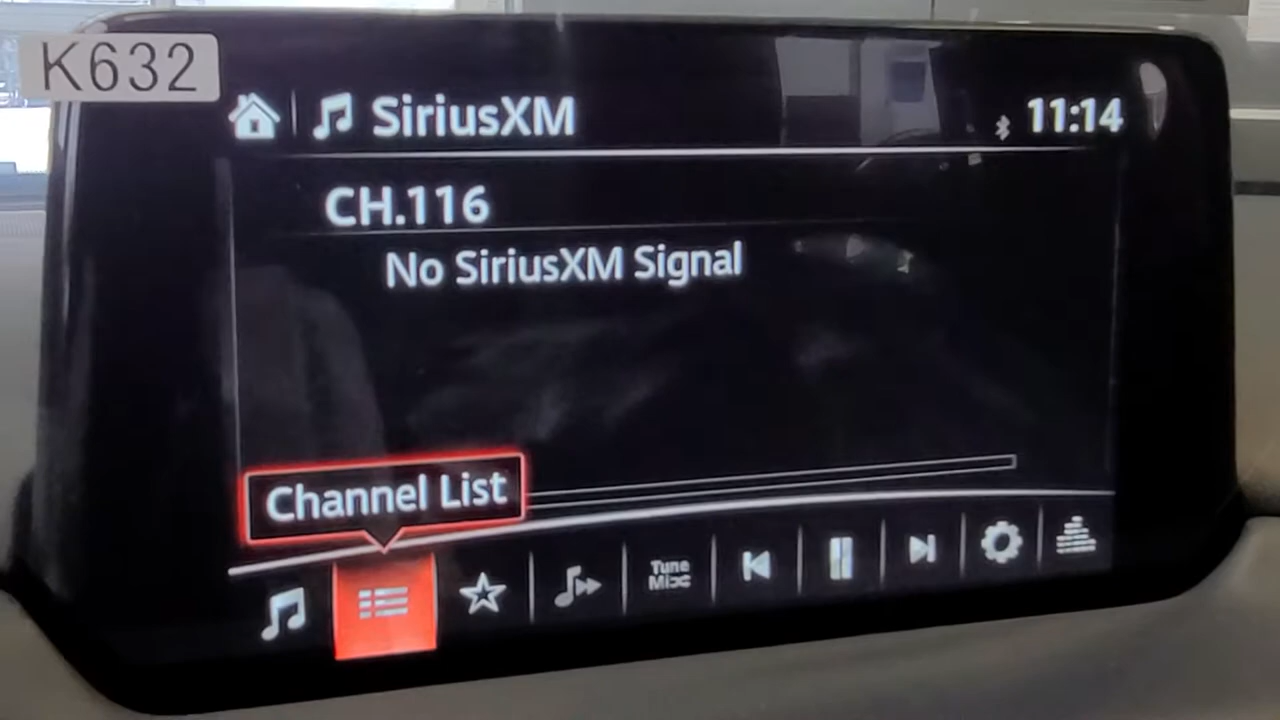 K632
SiriusXM
11:14
CH.116
No SiriusXM Signal
Channel List
Tune
Mix